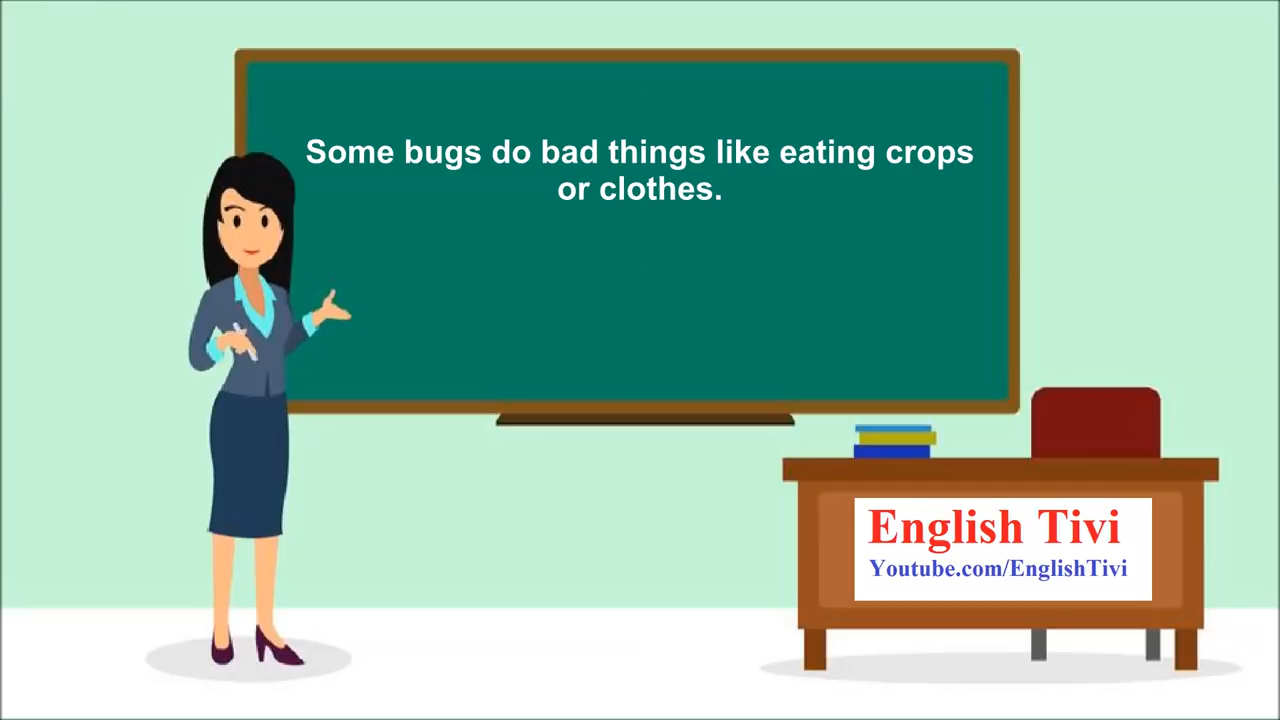 Some bugs do bad things like eating crops
or clothes.
English Tivi
Youtube.com/EnglishTivi